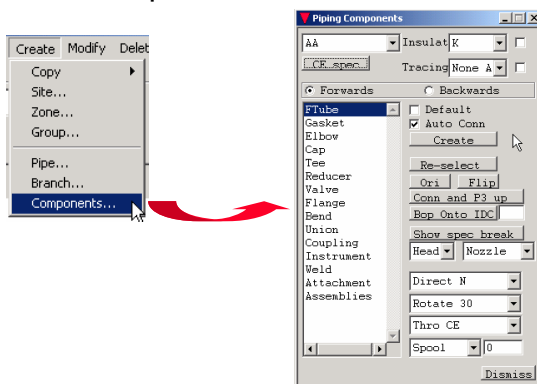 Create Modify Delet
Copy
Site...
Zone...
Group...
Pipe...
Branch...
Components...
Piping Components
AA Insulat K
CE spec Tracing None A
Forwards Backwards
FTube
Gasket
Elbow
Cap
Tee
Reducer
Valve
Flange
Bend
Union
Coupling
Instrument
Weld
Attachment
Assemblies
Default
Auto Conn
Create
Re-select
Ori Flip
Conn and P3 up
Bop Onto IDC
Show spec break
Head Nozzle
Direct N
Rotate 30
Thro CE
Spool 0
Dismiss